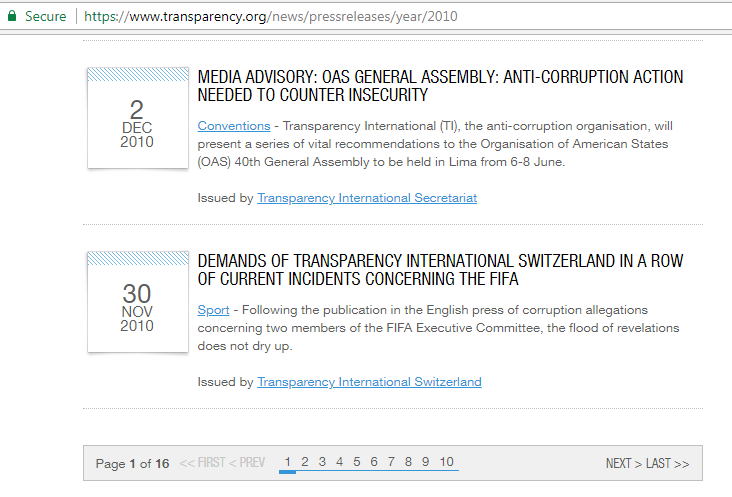 Secure https://www.transparency.org/news/pressreleases/year/2010
2
DEC
2010
MEDIA ADVISORY: OAS GENERAL ASSEMBLY: ANTI-CORRUPTION ACTION
NEEDED TO COUNTER INSECURITY
Conventions - Transparency International (TI), the anti-corruption organisation, will
present a series of vital recommendations to the Organisation of American States
(OAS) 40th General Assembly to be held in Lima from 6-8 June.
Issued by Transparency International Secretariat
30
NOV
2010
DEMANDS OF TRANSPARENCY INTERNATIONAL SWITZERLAND IN A ROW
OF CURRENT INCIDENTS CONCERNING THE FIFA
Sport - Following the publication in the English press of corruption allegations
concerning two members of the FIFA Executive Committee, the flood of revelations
does not dry up.
Issued by Transparency International Switzerland
Page 1 of 16 << FIRST < PREV 1 2 3 4 5 6 7 8 9 10 NEXT > LAST >>